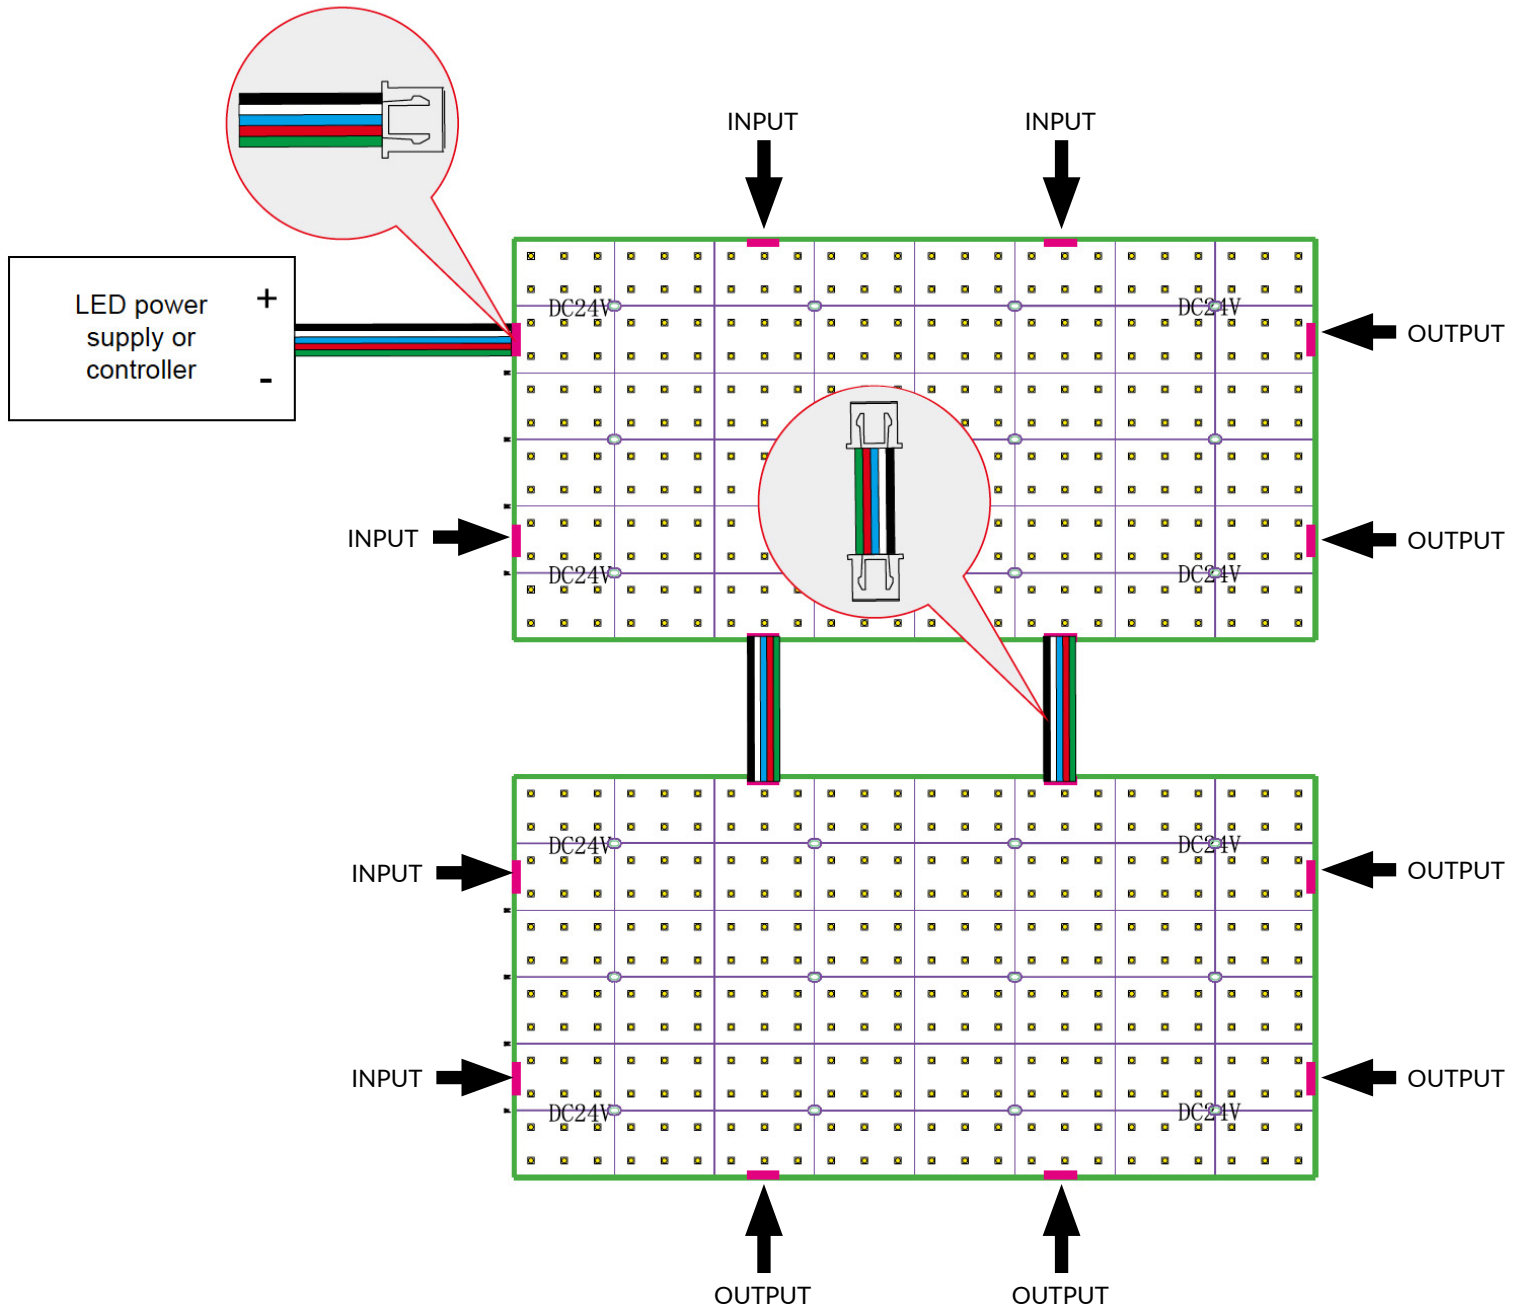 INPUT
INPUT
LED power
supply or
controller
+
-
DC24V
DC24V
OUTPUT
INPUT
OUTPUT
DC24V
DC24V
DC24V
DC24V
INPUT
OUTPUT
INPUT
OUTPUT
DC24V
DC24V
OUTPUT
OUTPUT